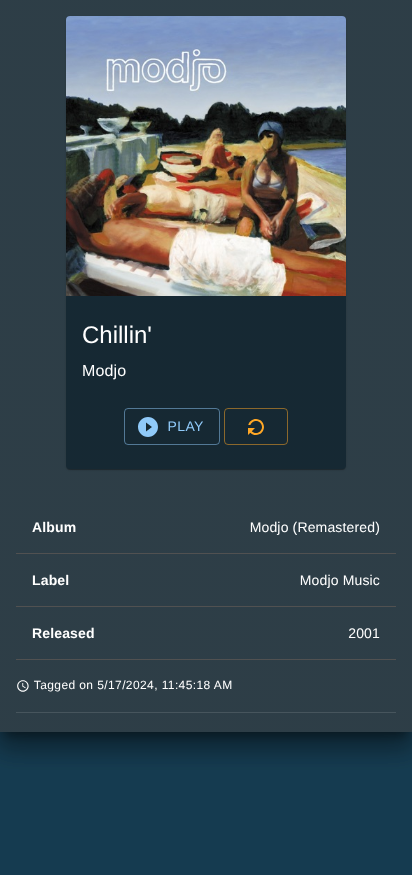 modjo
Chillin'
Modjo
PLAY
Album Modjo (Remastered)
Label Modjo Music
Released 2001
Tagged on 5/17/2024, 11:45:18 AM